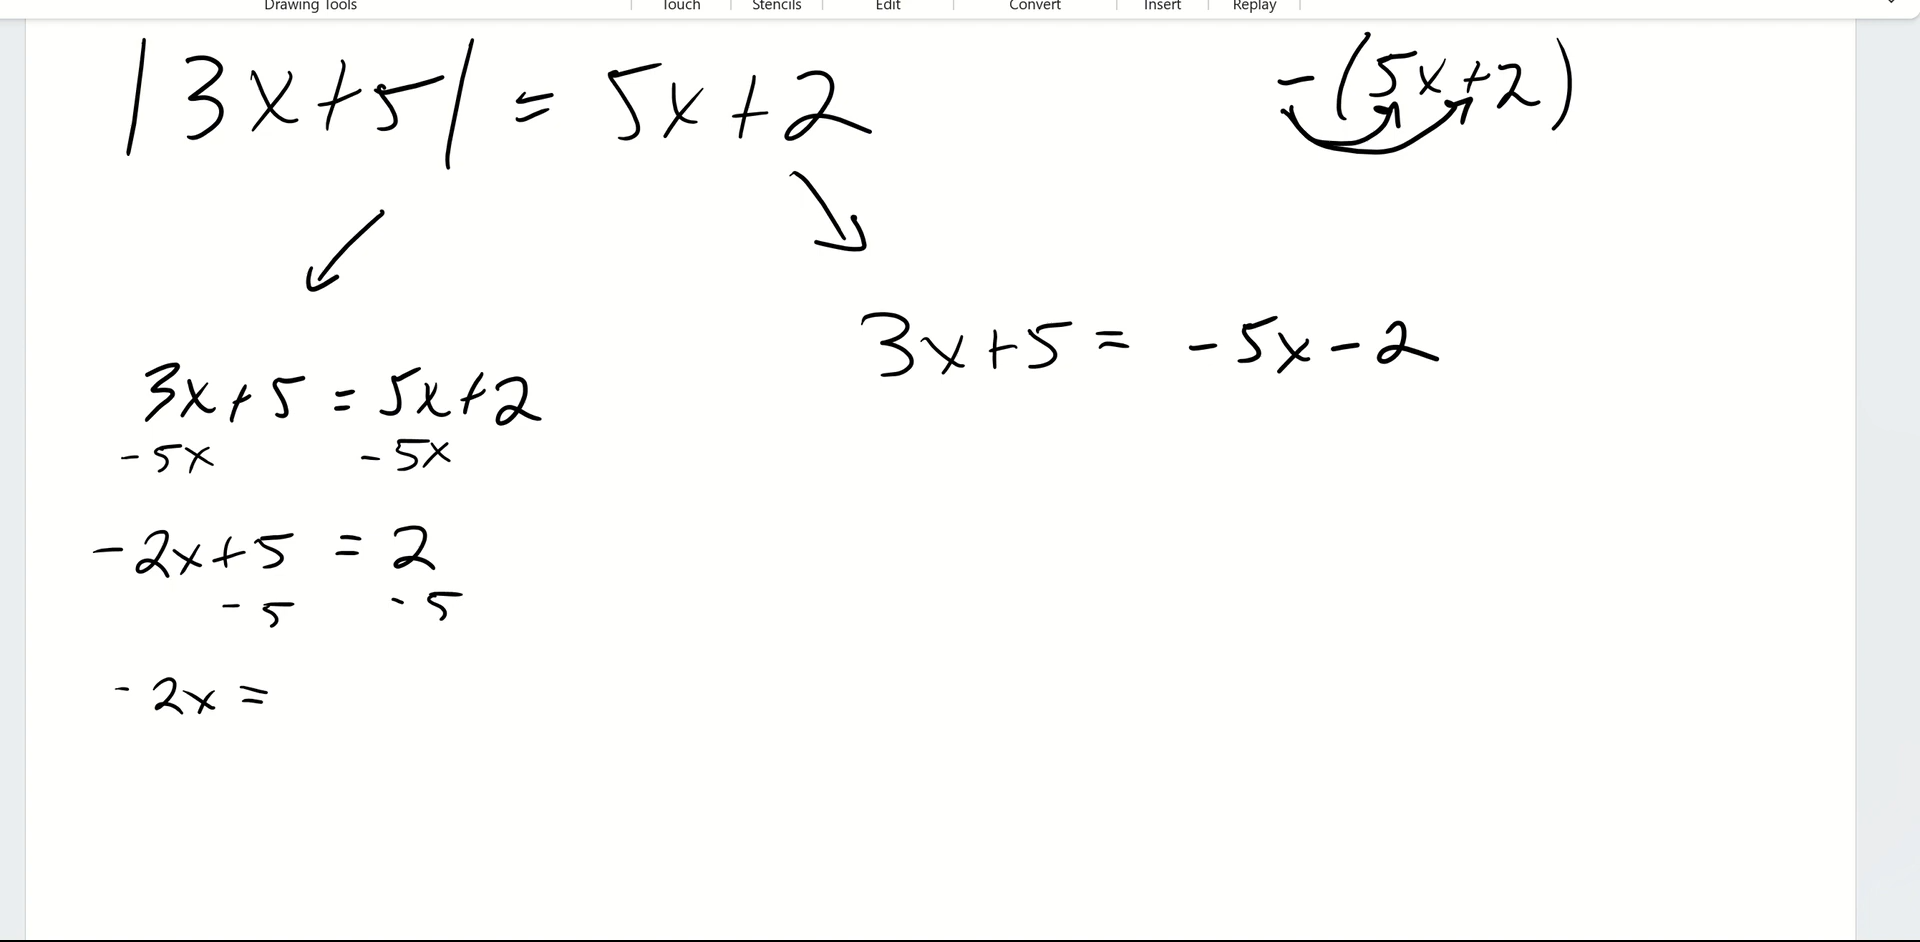 Drawing Tools Touch Stencils Edit Convert Insert Replay
|3x+5| = 5x+2
-(5x+2)
3x+5 = 5x+2
-5x -5x
-2x+5 = 2
-5 -5
-2x =
3x+5 = -5x-2